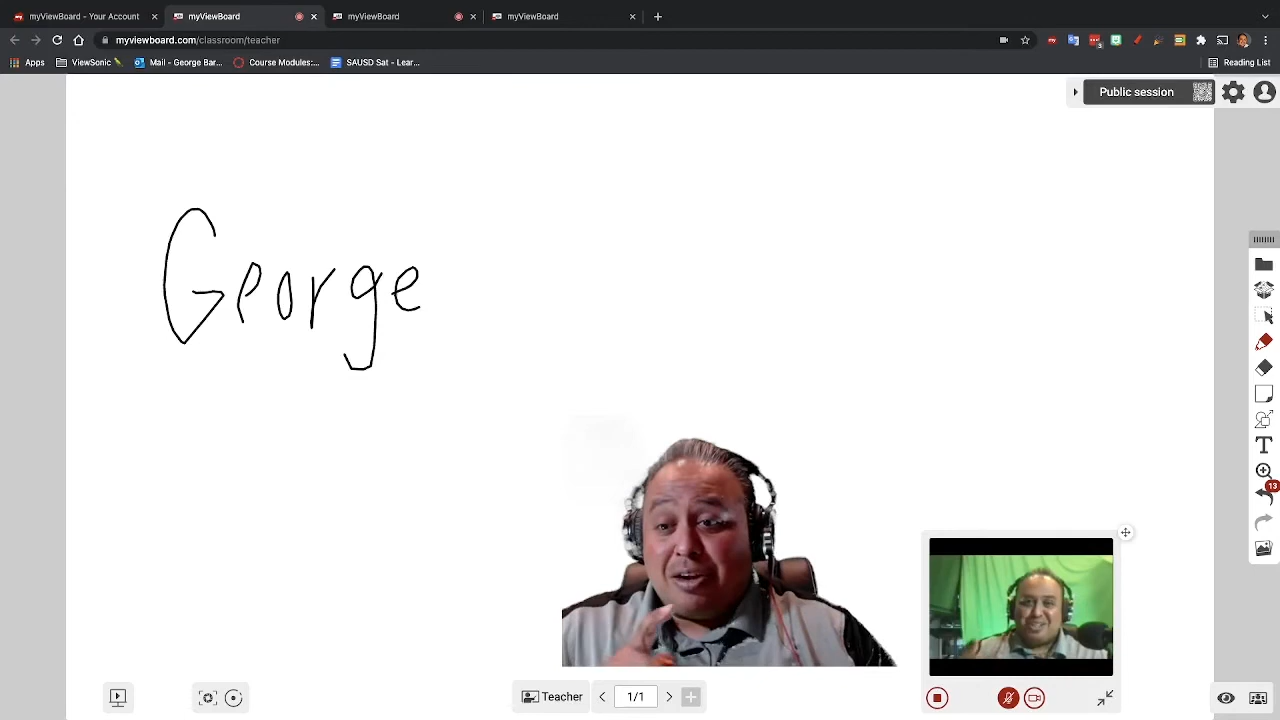 myViewBoard - Your Account
myViewBoard
myViewBoard
myViewBoard
myviewboard.com/classroom/teacher
Apps
ViewSonic
Mail - George Bar...
Course Modules:...
SAUSD Sat - Lear...
Reading List
Public session
George
T
13
Teacher
1/1